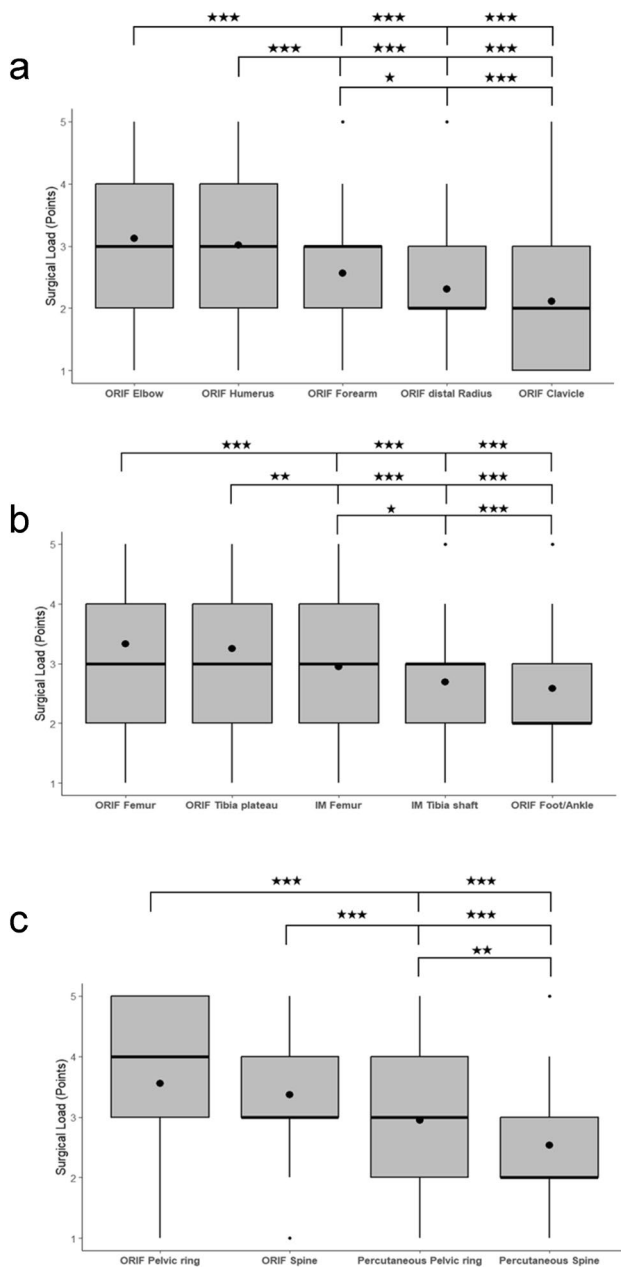 ★★★ ★★★ ★★★
★★★ ★★★ ★★★
★ ★★★
a
Surgical Load (Points)
5
4
3
2
1
ORIF Elbow ORIF Humerus ORIF Forearm ORIF distal Radius ORIF Clavicle
★★★ ★★★ ★★★
★★ ★★★ ★★★
★ ★★★
b
Surgical Load (Points)
5
4
3
2
1
ORIF Femur ORIF Tibia plateau IM Femur IM Tibia shaft ORIF Foot/Ankle
★★★ ★★★
★★★ ★★★
★★
c
Surgical Load (Points)
5
4
3
2
1
ORIF Pelvic ring ORIF Spine Percutaneous Pelvic ring Percutaneous Spine